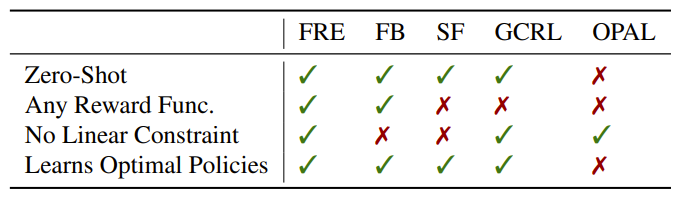 FRE FB SF GCRL OPAL
Zero-Shot ✓ ✓ ✓ ✓ ✗
Any Reward Func. ✓ ✓ ✗ ✗ ✗
No Linear Constraint ✓ ✗ ✗ ✓ ✓
Learns Optimal Policies ✓ ✓ ✓ ✓ ✗